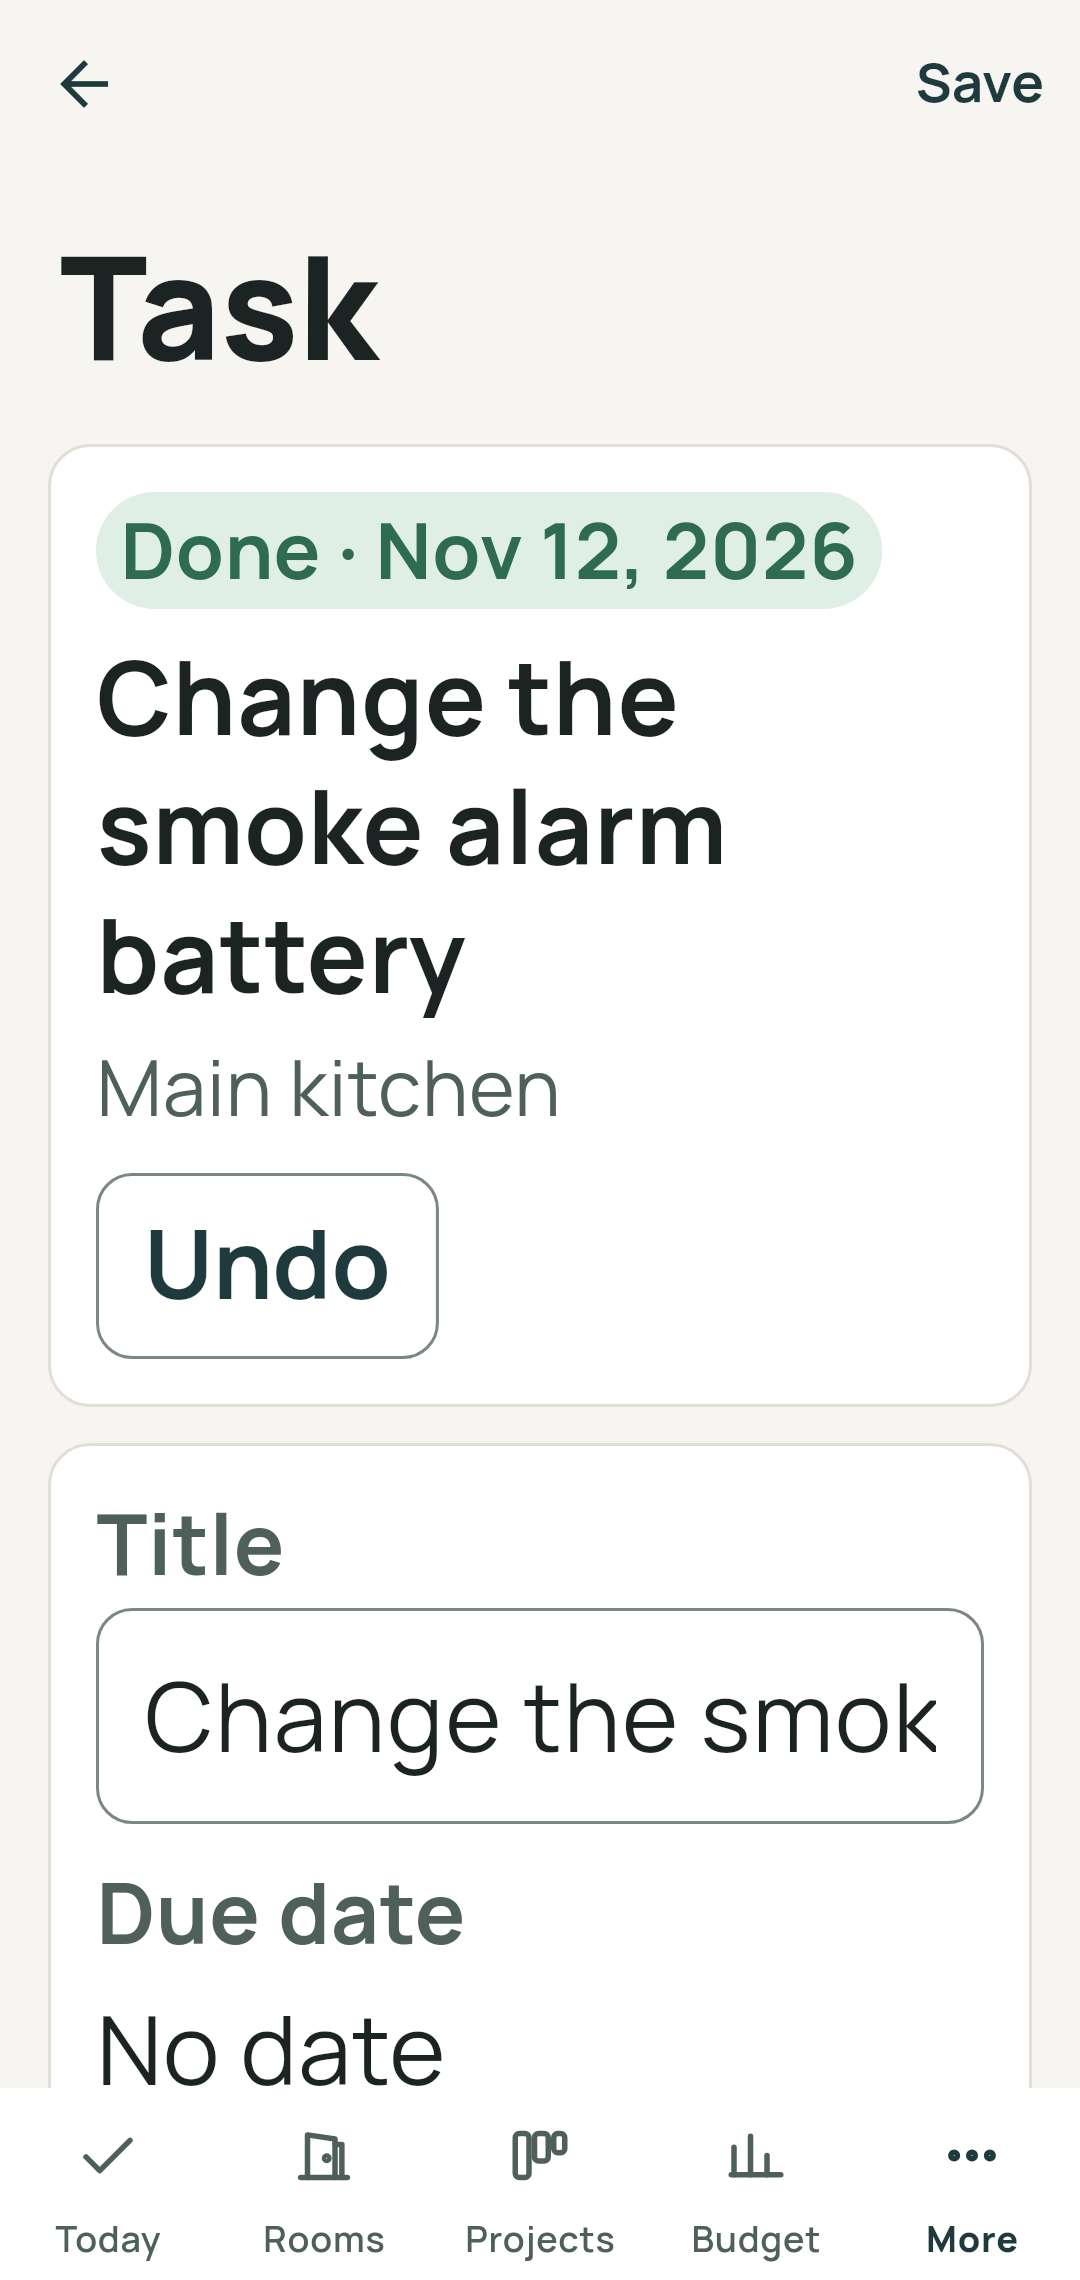 Save
Task
Done · Nov 12, 2026
Change the
smoke alarm
battery
Main kitchen
Undo
Title
Change the smok
Due date
No date
Today
Rooms
Projects
Budget
More